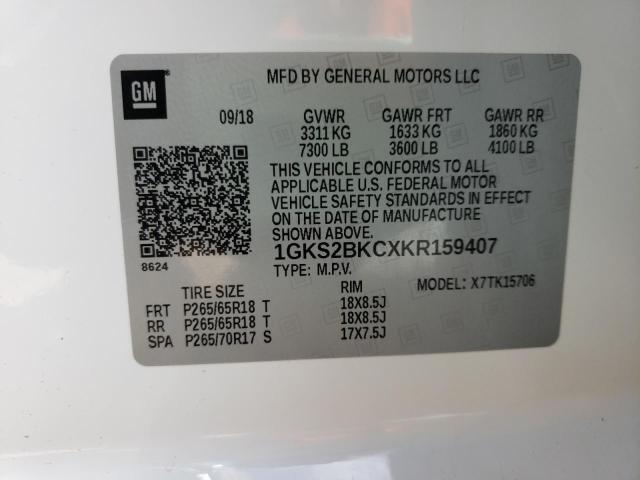 GM
MFD BY GENERAL MOTORS LLC
09/18 GVWR GAWR FRT GAWR RR
3311 KG 1633 KG 1860 KG
7300 LB 3600 LB 4100 LB
THIS VEHICLE CONFORMS TO ALL
APPLICABLE U.S. FEDERAL MOTOR
VEHICLE SAFETY STANDARDS IN EFFECT
ON THE DATE OF MANUFACTURE
SHOWN ABOVE.
1GKS2BKCXKR159407
8624
TYPE: M.P.V. MODEL: X7TK15706
TIRE SIZE RIM
FRT P265/65R18 T 18X8.5J
RR P265/65R18 T 18X8.5J
SPA P265/70R17 S 17X7.5J